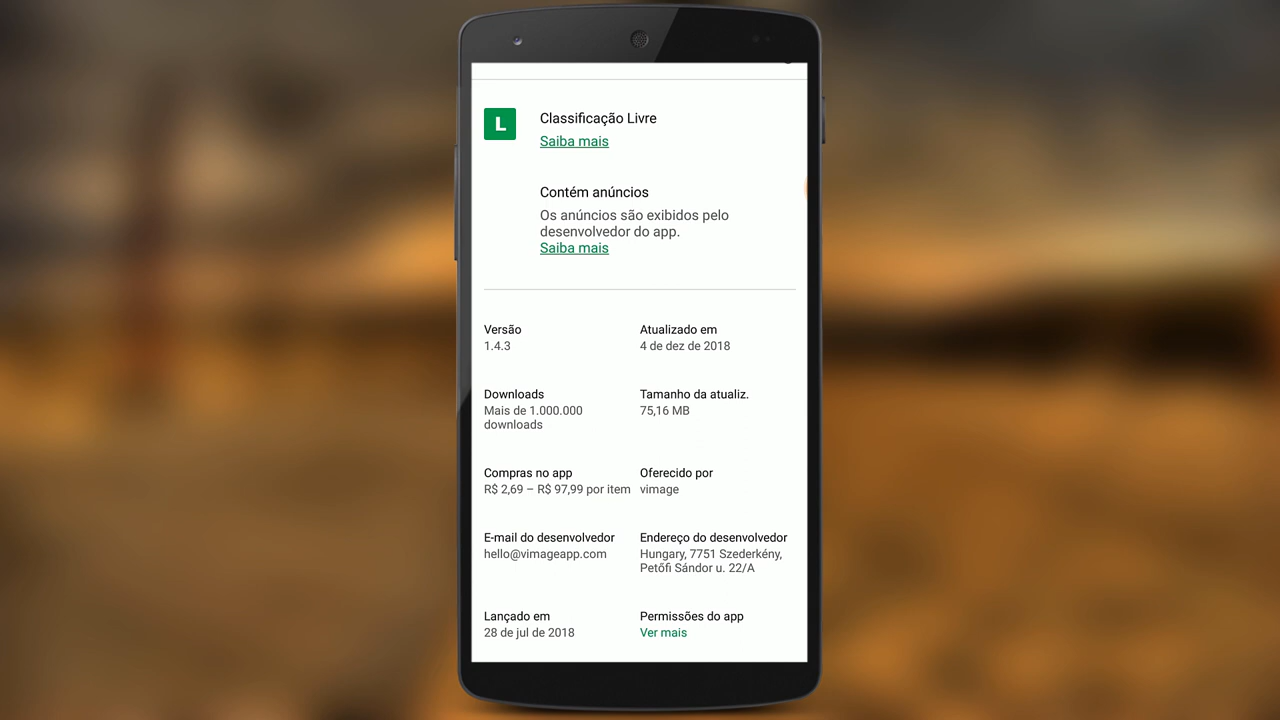 L
Classificação Livre
Saiba mais
Contém anúncios
Os anúncios são exibidos pelo
desenvolvedor do app.
Saiba mais
Versão
1.4.3
Atualizado em
4 de dez de 2018
Downloads
Mais de 1.000.000
downloads
Tamanho da atualiz.
75,16 MB
Compras no app
R$ 2,69 – R$ 97,99 por item
Oferecido por
vimage
E-mail do desenvolvedor
hello@vimageapp.com
Endereço do desenvolvedor
Hungary, 7751 Szederkény,
Petőfi Sándor u. 22/A
Lançado em
28 de jul de 2018
Permissões do app
Ver mais